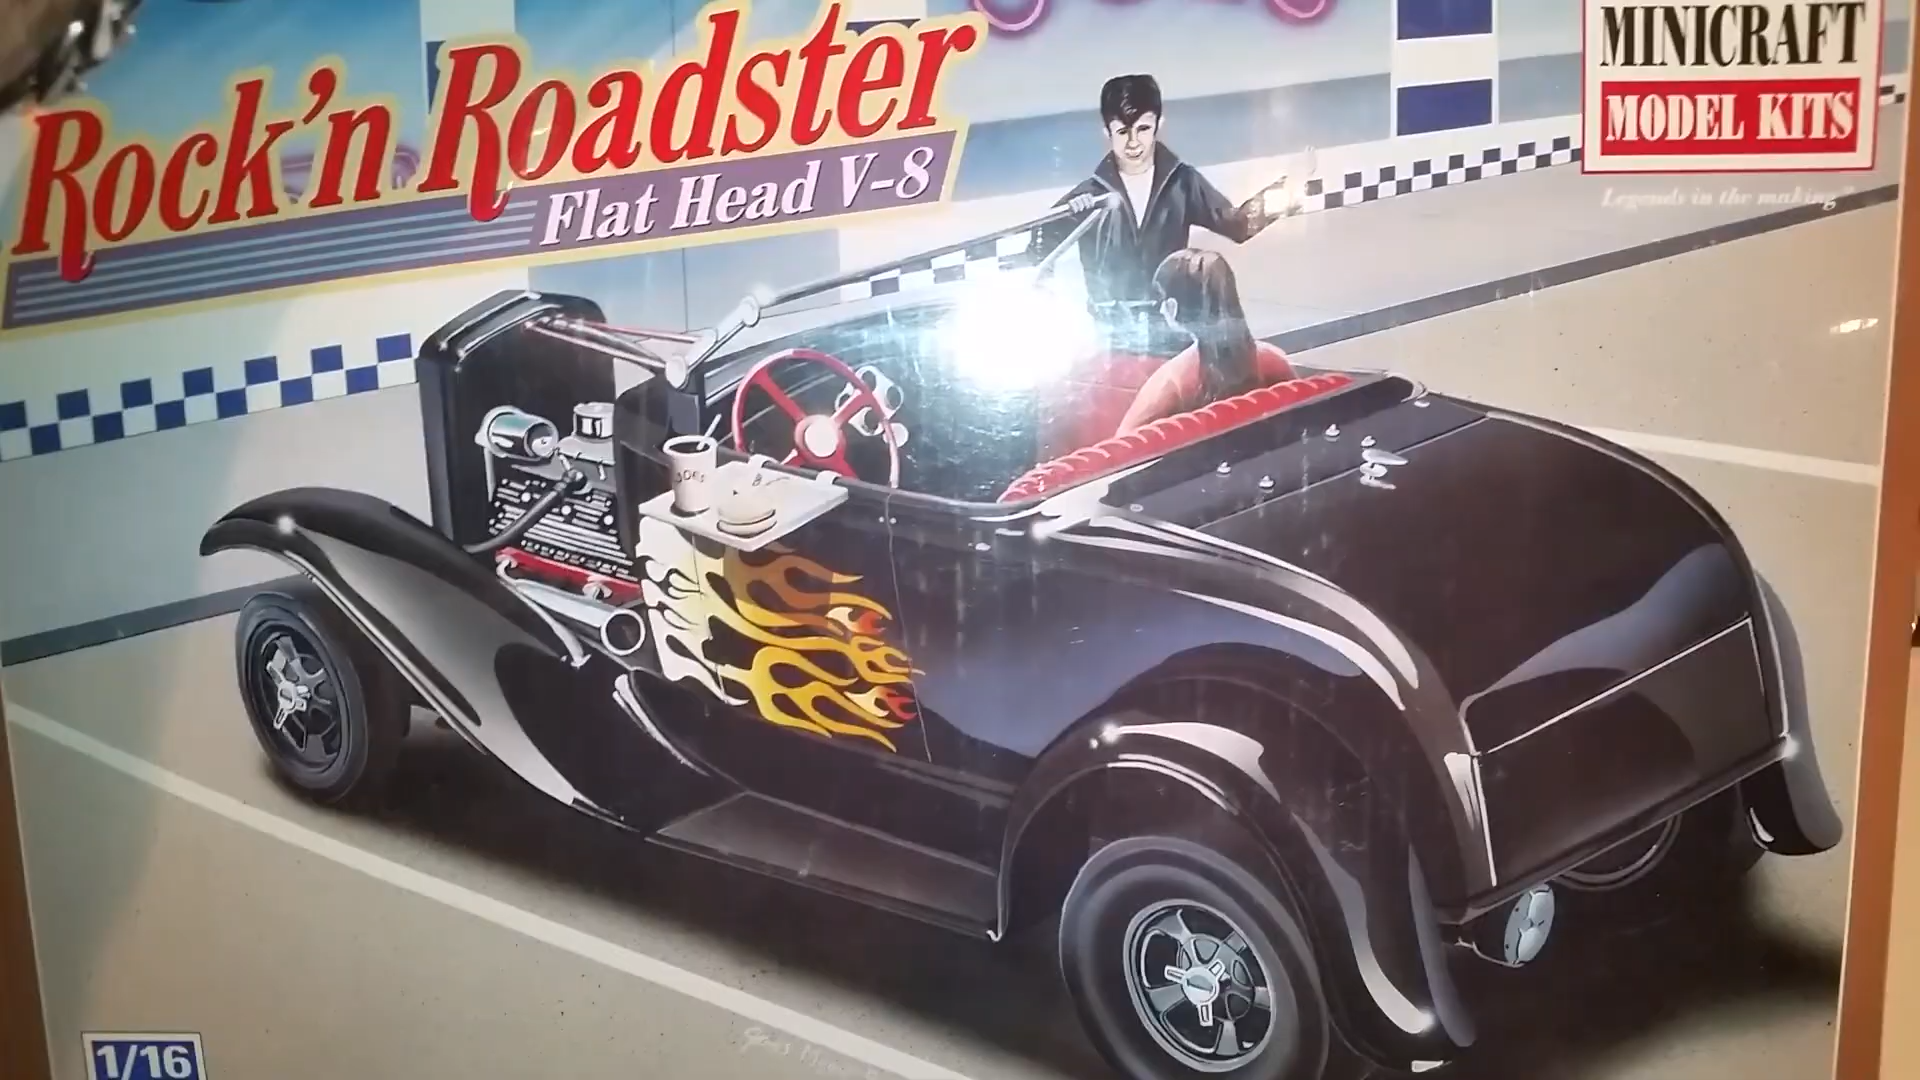 Rock'n Roadster
Flat Head V-8
MINICRAFT
MODEL KITS
Legends in the making
1/16